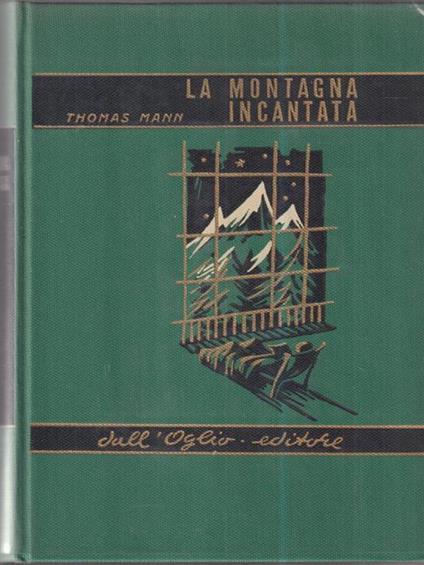 LA MONTAGNA
THOMAS MANN INCANTATA
dall'Oglio - editore